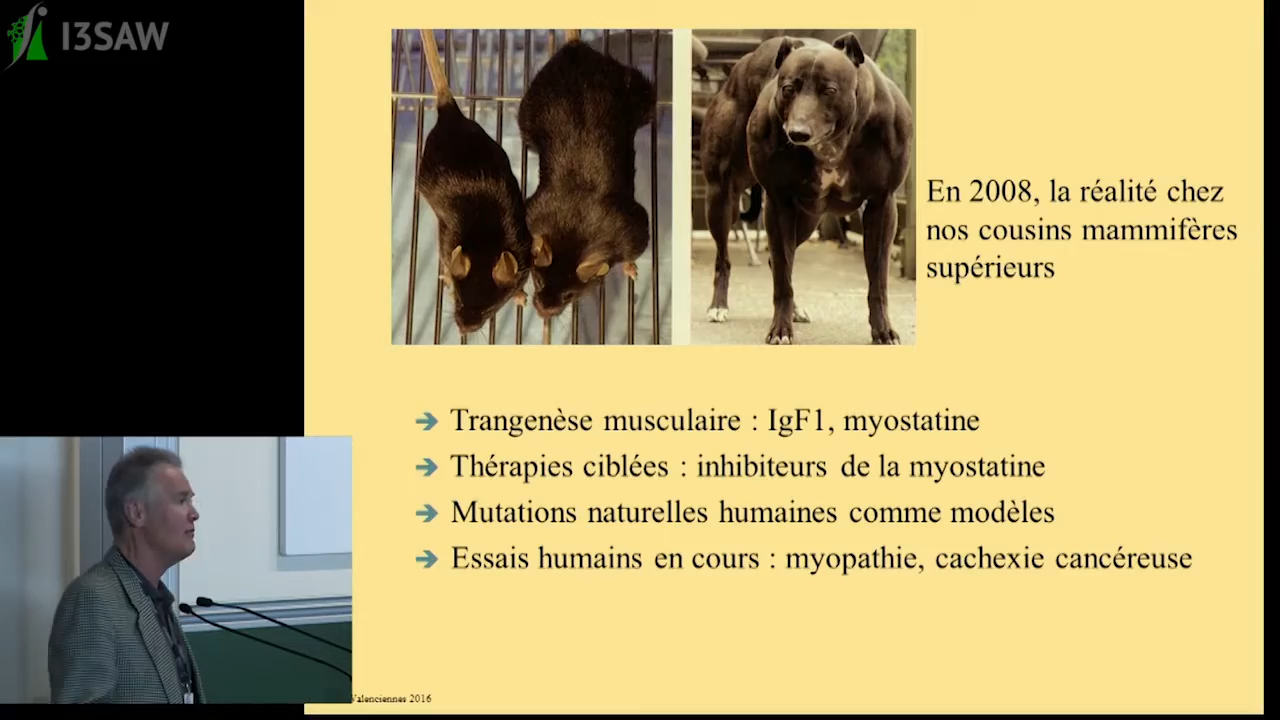 I3SAW
En 2008, la réalité chez
nos cousins mammifères
supérieurs
Trangenèse musculaire : IgF1, myostatine
Thérapies ciblées : inhibiteurs de la myostatine
Mutations naturelles humaines comme modèles
Essais humains en cours : myopathie, cachexie cancéreuse
Valenciennes 2016